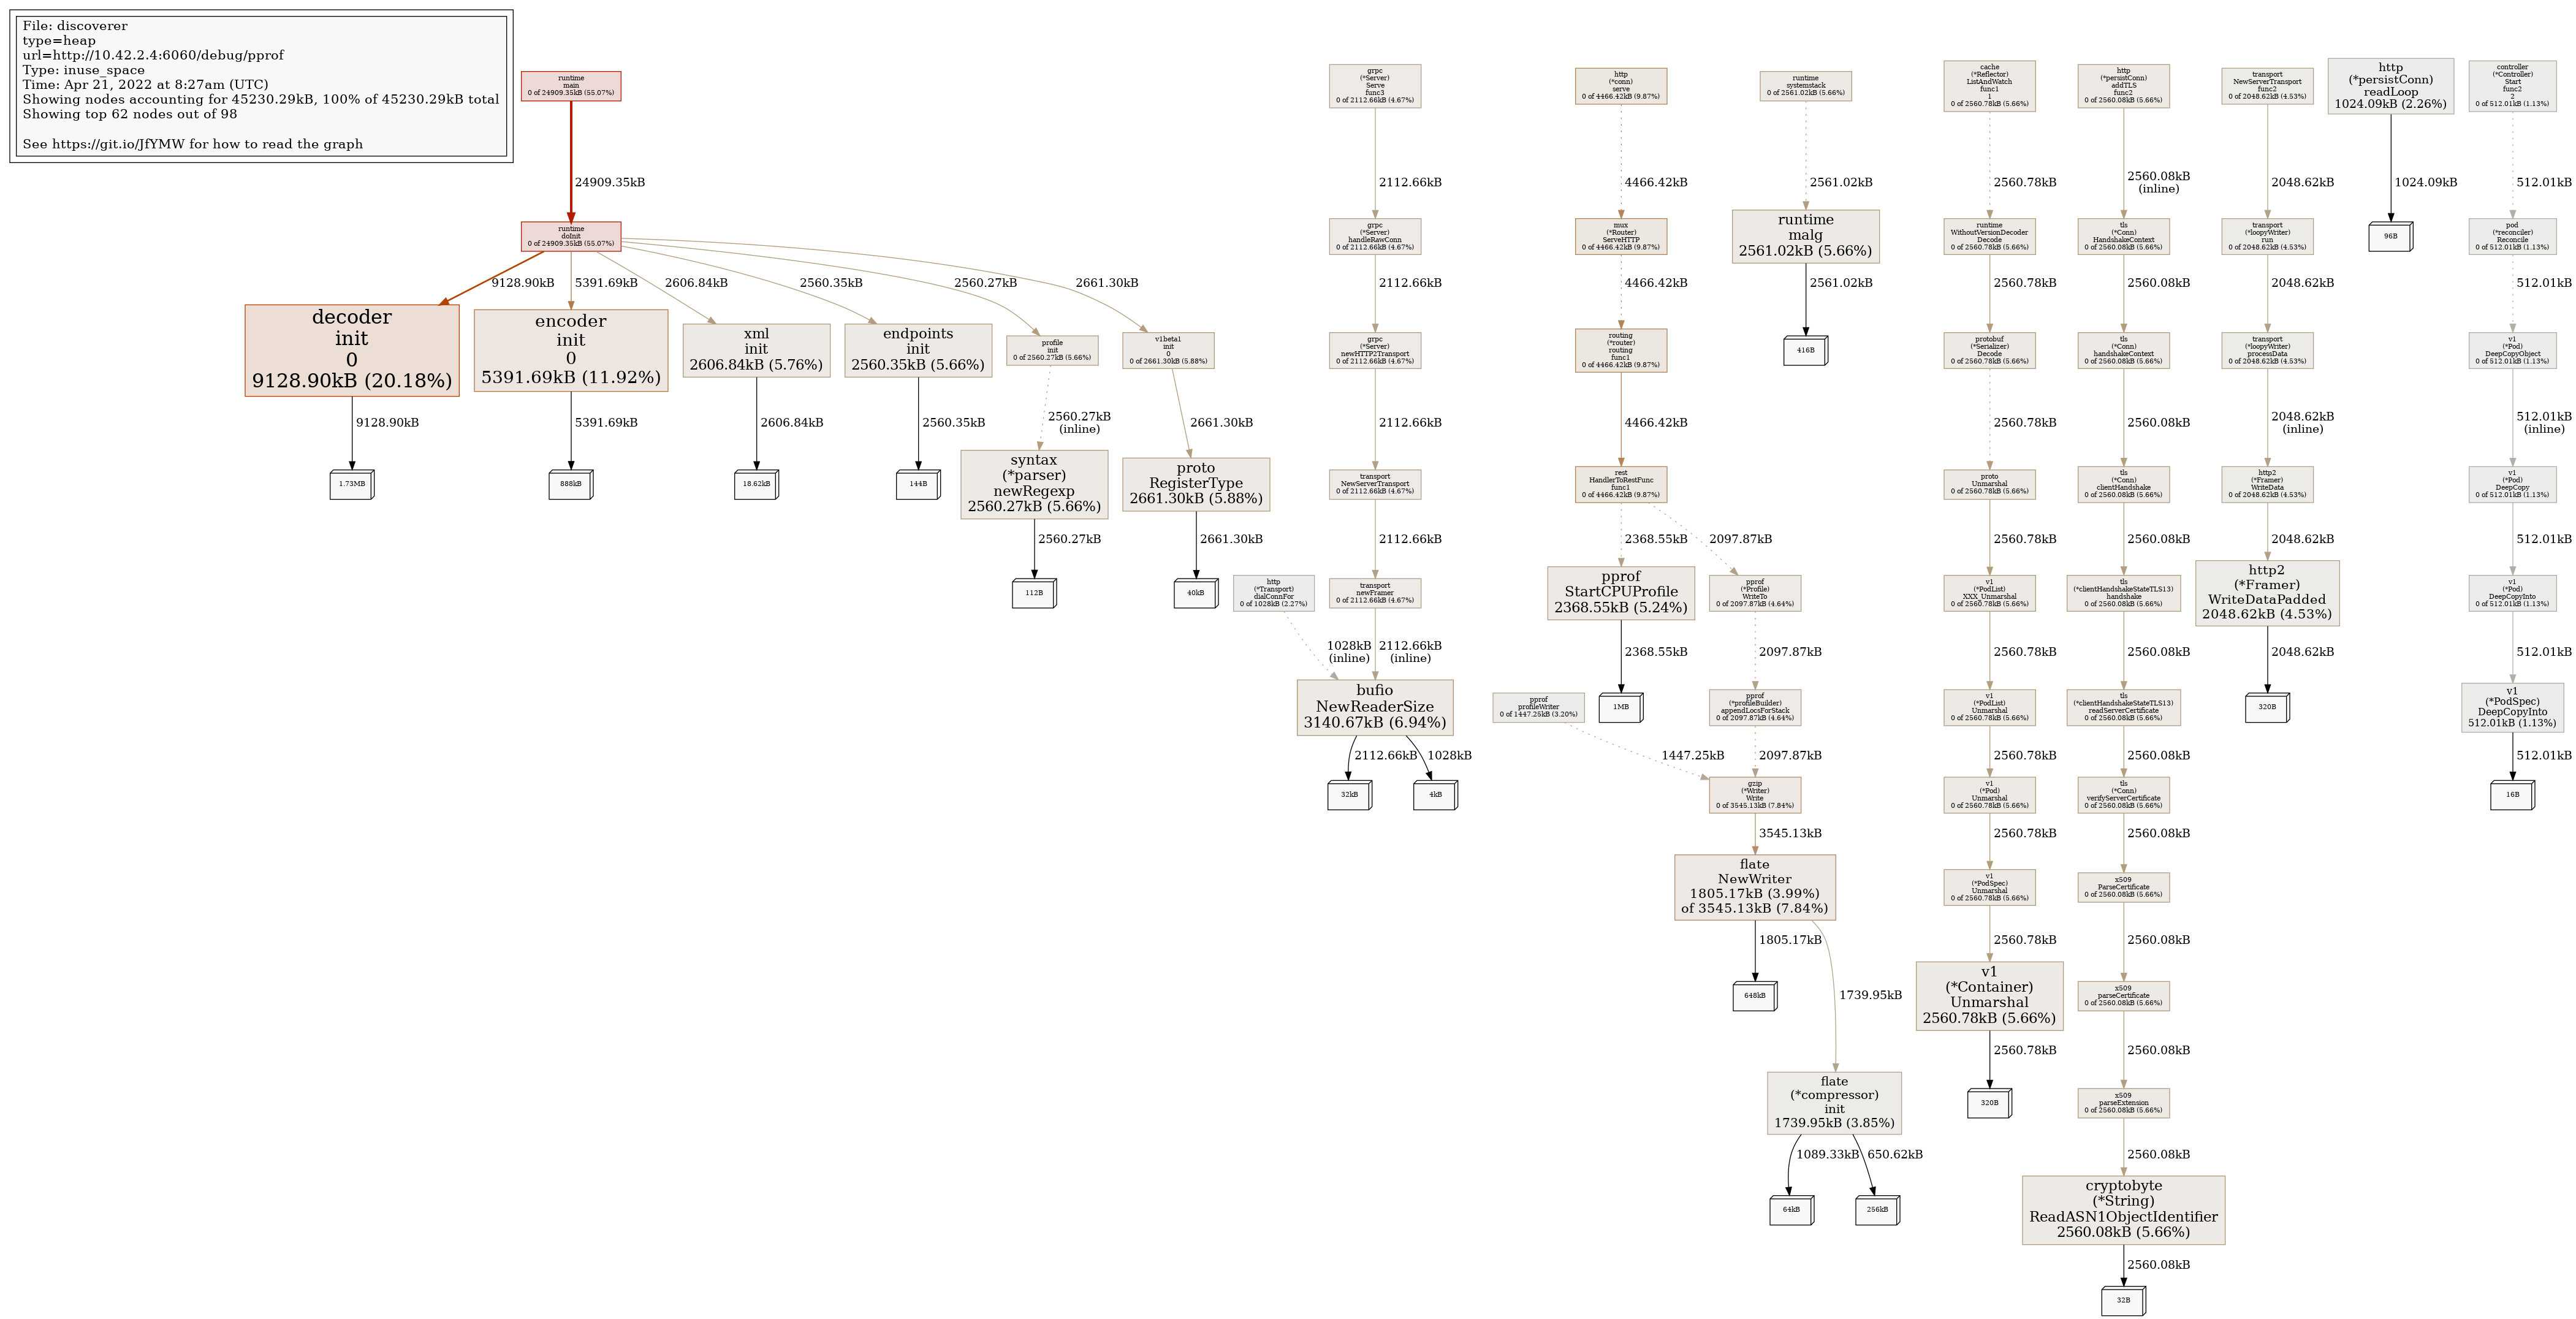 File: discoverer
type=heap
url=http://10.42.2.4:6060/debug/pprof
Type: inuse_space
Time: Apr 21, 2022 at 8:27am (UTC)
Showing nodes accounting for 45230.29kB, 100% of 45230.29kB total
Showing top 62 nodes out of 98
See https://git.io/JfYMW for how to read the graph
runtime
main
0 of 24909.35kB (55.07%)
24909.35kB
runtime
doInit
0 of 24909.35kB (55.07%)
9128.90kB
5391.69kB
2606.84kB
2560.35kB
2560.27kB
2661.30kB
decoder
init
0
9128.90kB (20.18%)
9128.90kB
1.73MB
encoder
init
0
5391.69kB (11.92%)
5391.69kB
888kB
xml
init
2606.84kB (5.76%)
2606.84kB
18.62kB
endpoints
init
2560.35kB (5.66%)
2560.35kB
144B
profile
init
0 of 2560.27kB (5.66%)
2560.27kB
(inline)
syntax
(*parser)
newRegexp
2560.27kB (5.66%)
2560.27kB
112B
v1beta1
init
0
0 of 2661.30kB (5.88%)
2661.30kB
proto
RegisterType
2661.30kB (5.88%)
2661.30kB
40kB
grpc
(*Server)
Serve
func3
0 of 2112.66kB (4.67%)
2112.66kB
grpc
(*Server)
handleRawConn
0 of 2112.66kB (4.67%)
2112.66kB
grpc
(*Server)
newHTTP2Transport
0 of 2112.66kB (4.67%)
2112.66kB
transport
NewServerTransport
0 of 2112.66kB (4.67%)
2112.66kB
http
(*Transport)
dialConnFor
0 of 1028kB (2.27%)
1028kB
(inline)
transport
newFramer
0 of 2112.66kB (4.67%)
2112.66kB
(inline)
bufio
NewReaderSize
3140.67kB (6.94%)
2112.66kB
1028kB
32kB
4kB
http
(*conn)
serve
0 of 4466.42kB (9.87%)
4466.42kB
mux
(*Router)
ServeHTTP
0 of 4466.42kB (9.87%)
4466.42kB
routing
(*router)
routing
func1
0 of 4466.42kB (9.87%)
4466.42kB
rest
HandlerToRestFunc
func1
0 of 4466.42kB (9.87%)
2368.55kB
2097.87kB
pprof
StartCPUProfile
2368.55kB (5.24%)
2368.55kB
1MB
pprof
(*Profile)
WriteTo
0 of 2097.87kB (4.64%)
2097.87kB
pprof
profileWriter
0 of 1447.25kB (3.20%)
1447.25kB
pprof
(*profileBuilder)
appendLocsForStack
0 of 2097.87kB (4.64%)
2097.87kB
gzip
(*Writer)
Write
0 of 3545.13kB (7.84%)
3545.13kB
flate
NewWriter
1805.17kB (3.99%)
of 3545.13kB (7.84%)
1805.17kB
648kB
1739.95kB
flate
(*compressor)
init
1739.95kB (3.85%)
1089.33kB
650.62kB
64kB
256kB
runtime
systemstack
0 of 2561.02kB (5.66%)
2561.02kB
runtime
malg
2561.02kB (5.66%)
2561.02kB
416B
cache
(*Reflector)
ListAndWatch
func1
1
0 of 2560.78kB (5.66%)
2560.78kB
runtime
WithoutVersionDecoder
Decode
0 of 2560.78kB (5.66%)
2560.78kB
protobuf
(*Serializer)
Decode
0 of 2560.78kB (5.66%)
2560.78kB
proto
Unmarshal
0 of 2560.78kB (5.66%)
2560.78kB
v1
(*PodList)
XXX_Unmarshal
0 of 2560.78kB (5.66%)
2560.78kB
v1
(*PodList)
Unmarshal
0 of 2560.78kB (5.66%)
2560.78kB
v1
(*Pod)
Unmarshal
0 of 2560.78kB (5.66%)
2560.78kB
v1
(*PodSpec)
Unmarshal
0 of 2560.78kB (5.66%)
2560.78kB
v1
(*Container)
Unmarshal
2560.78kB (5.66%)
2560.78kB
320B
http
(*persistConn)
addTLS
func2
0 of 2560.08kB (5.66%)
2560.08kB
(inline)
tls
(*Conn)
HandshakeContext
0 of 2560.08kB (5.66%)
2560.08kB
tls
(*Conn)
handshakeContext
0 of 2560.08kB (5.66%)
2560.08kB
tls
(*Conn)
clientHandshake
0 of 2560.08kB (5.66%)
2560.08kB
tls
(*clientHandshakeStateTLS13)
handshake
0 of 2560.08kB (5.66%)
2560.08kB
tls
(*clientHandshakeStateTLS13)
readServerCertificate
0 of 2560.08kB (5.66%)
2560.08kB
tls
(*Conn)
verifyServerCertificate
0 of 2560.08kB (5.66%)
2560.08kB
x509
ParseCertificate
0 of 2560.08kB (5.66%)
2560.08kB
x509
parseCertificate
0 of 2560.08kB (5.66%)
2560.08kB
x509
parseExtension
0 of 2560.08kB (5.66%)
2560.08kB
cryptobyte
(*String)
ReadASN1ObjectIdentifier
2560.08kB (5.66%)
2560.08kB
32B
transport
NewServerTransport
func2
0 of 2048.62kB (4.53%)
2048.62kB
transport
(*loopyWriter)
run
0 of 2048.62kB (4.53%)
2048.62kB
transport
(*loopyWriter)
processData
0 of 2048.62kB (4.53%)
2048.62kB
(inline)
http2
(*Framer)
WriteData
0 of 2048.62kB (4.53%)
2048.62kB
http2
(*Framer)
WriteDataPadded
2048.62kB (4.53%)
2048.62kB
320B
http
(*persistConn)
readLoop
1024.09kB (2.26%)
1024.09kB
96B
controller
(*Controller)
Start
func2
2
0 of 512.01kB (1.13%)
512.01kB
pod
(*reconciler)
Reconcile
0 of 512.01kB (1.13%)
512.01kB
v1
(*Pod)
DeepCopyObject
0 of 512.01kB (1.13%)
512.01kB
(inline)
v1
(*Pod)
DeepCopy
0 of 512.01kB (1.13%)
512.01kB
v1
(*Pod)
DeepCopyInto
0 of 512.01kB (1.13%)
512.01kB
v1
(*PodSpec)
DeepCopyInto
512.01kB (1.13%)
512.01kB
16B